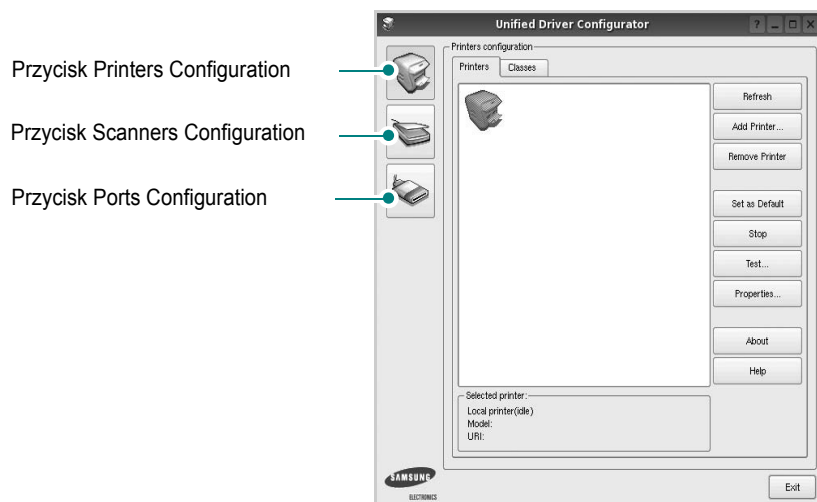 Unified Driver Configurator
Przycisk Printers Configuration
Przycisk Scanners Configuration
Przycisk Ports Configuration
Printers configuration
Printers
Classes
Refresh
Add Printer...
Remove Printer
Set as Default
Stop
Test...
Properties...
About
Help
Selected printer:
Local printer(idle)
Model:
URI:
SAMSUNG
ELECTRONICS
Exit